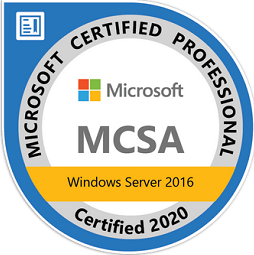 MICROSOFT CERTIFIED PROFESSIONAL
Microsoft
MCSA
Windows Server 2016
Certified 2020